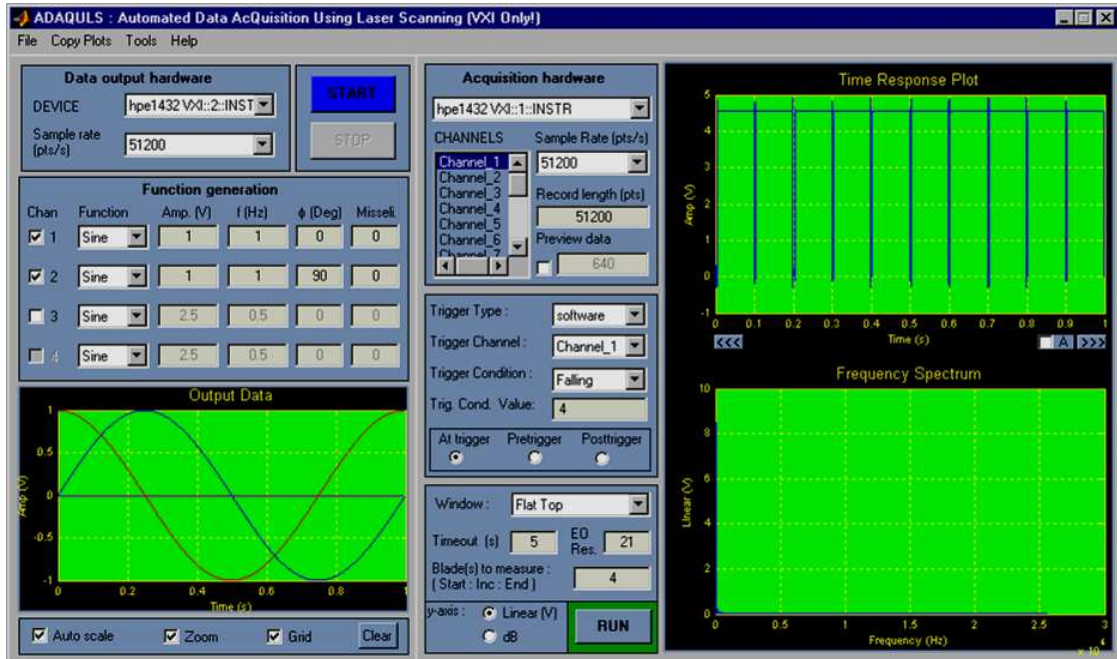 ADAQULS : Automated Data AcQuisition Using Laser Scanning (VXI Only!)
File Copy Plots Tools Help
Data output hardware
DEVICE hpe1432 VXI::2::INST
Sample rate (pts/s) 51200
START
STOP
Function generation
Chan Function Amp. (V) f (Hz) ϕ (Deg) Misseli.
1 Sine 1 1 0 0
2 Sine 1 1 90 0
3 Sine 2.5 0.5 0 0
4 Sine 2.5 0.5 0 0
Output Data
Amp (V)
1
0.5
0
-0.5
-1
0 0.2 0.4 0.6 0.8 1
Time (s)
Auto scale Zoom Grid Clear
Acquisition hardware
hpe1432 VXI::1::INSTR
CHANNELS
Channel_1
Channel_2
Channel_3
Channel_4
Channel_5
Channel_6
Channel_7
Sample Rate (pts/s)
51200
Record length (pts)
51200
Preview data
640
Trigger Type : software
Trigger Channel : Channel_1
Trigger Condition : Falling
Trig. Cond. Value: 4
At trigger Pretrigger Posttrigger
Window : Flat Top
Timeout (s) 5 EO Res. 21
Blade(s) to measure : 4
( Start : Inc : End )
y-axis : Linear (V)
dB
RUN
Time Response Plot
Amp (V)
5
4
3
2
1
0
-1
0 0.1 0.2 0.3 0.4 0.5 0.6 0.7 0.8 0.9 1
<<< Time (s) A >>>
Frequency Spectrum
Linear (V)
10
8
6
4
2
0
0 0.5 1 1.5 2 2.5 3
Frequency (Hz)